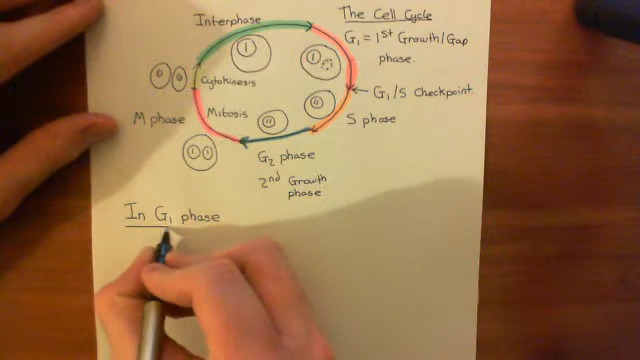 The Cell Cycle
Interphase
G1 = 1st Growth/Gap
phase.
Cytokinesis
G1/S Checkpoint.
Mitosis
M phase
S phase
G2 phase
2nd Growth
phase
In G1 phase